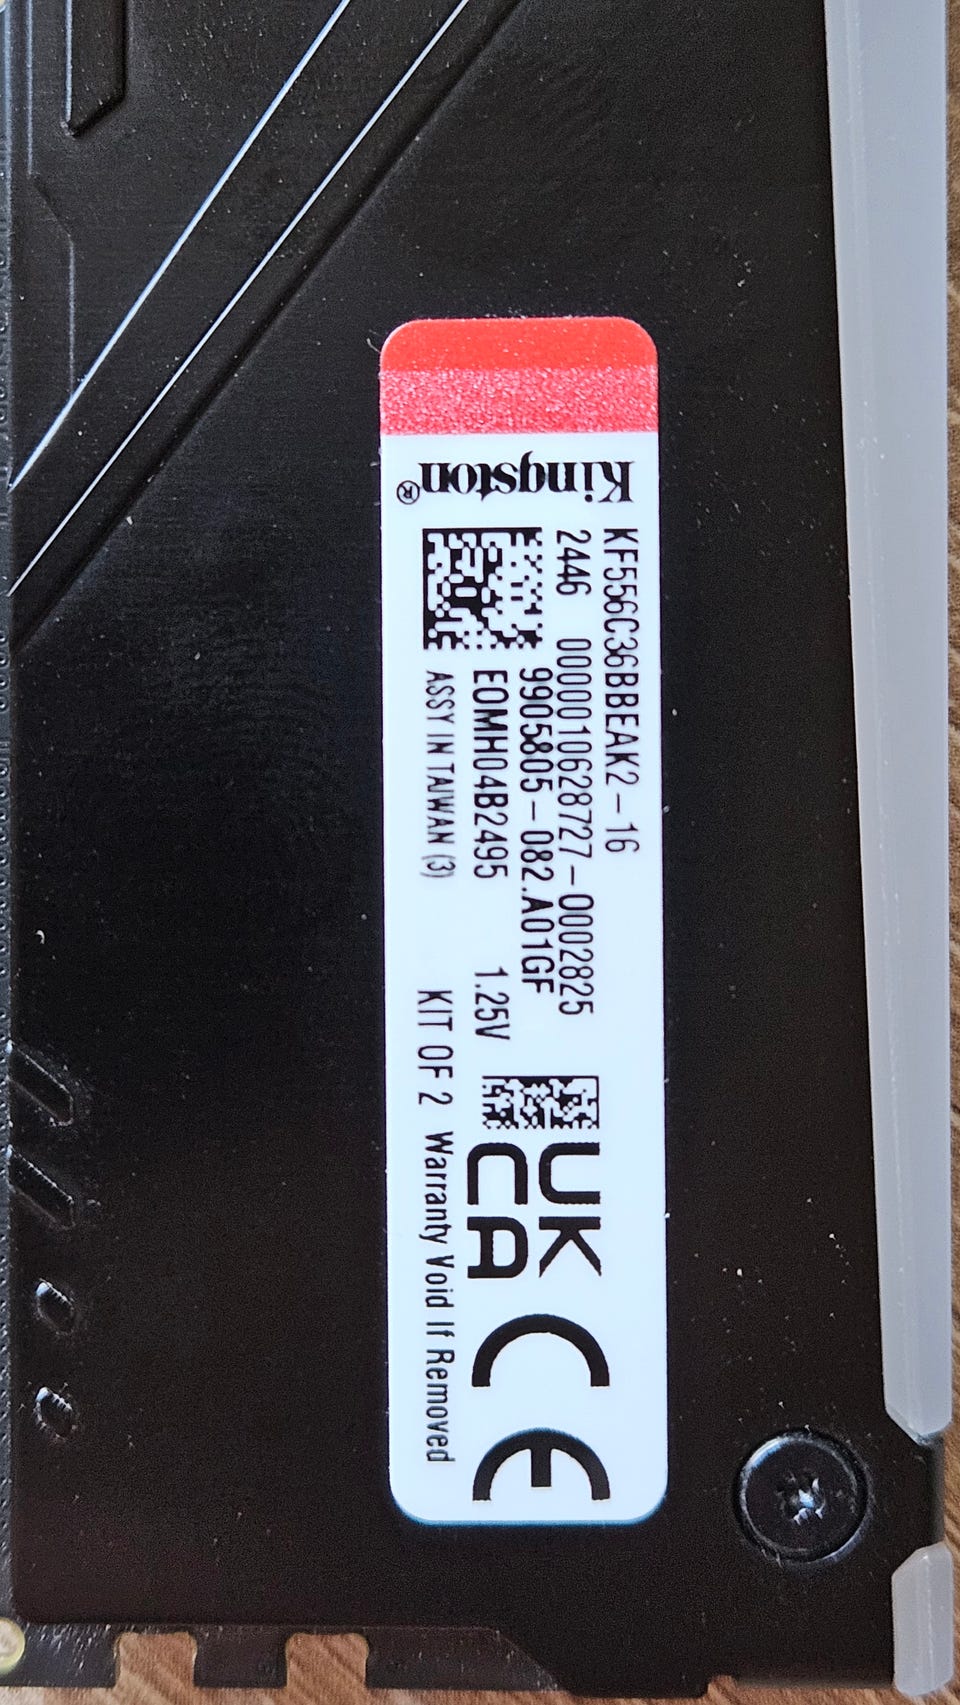 Kingston®
KF556C36BBEAK2-16
2446 000010628727-0002825
9905805-082.A01GF
EOMH04B2495 1.25V
ASSY IN TAIWAN (3) KIT OF 2 Warranty Void If Removed
UK
CA
CE